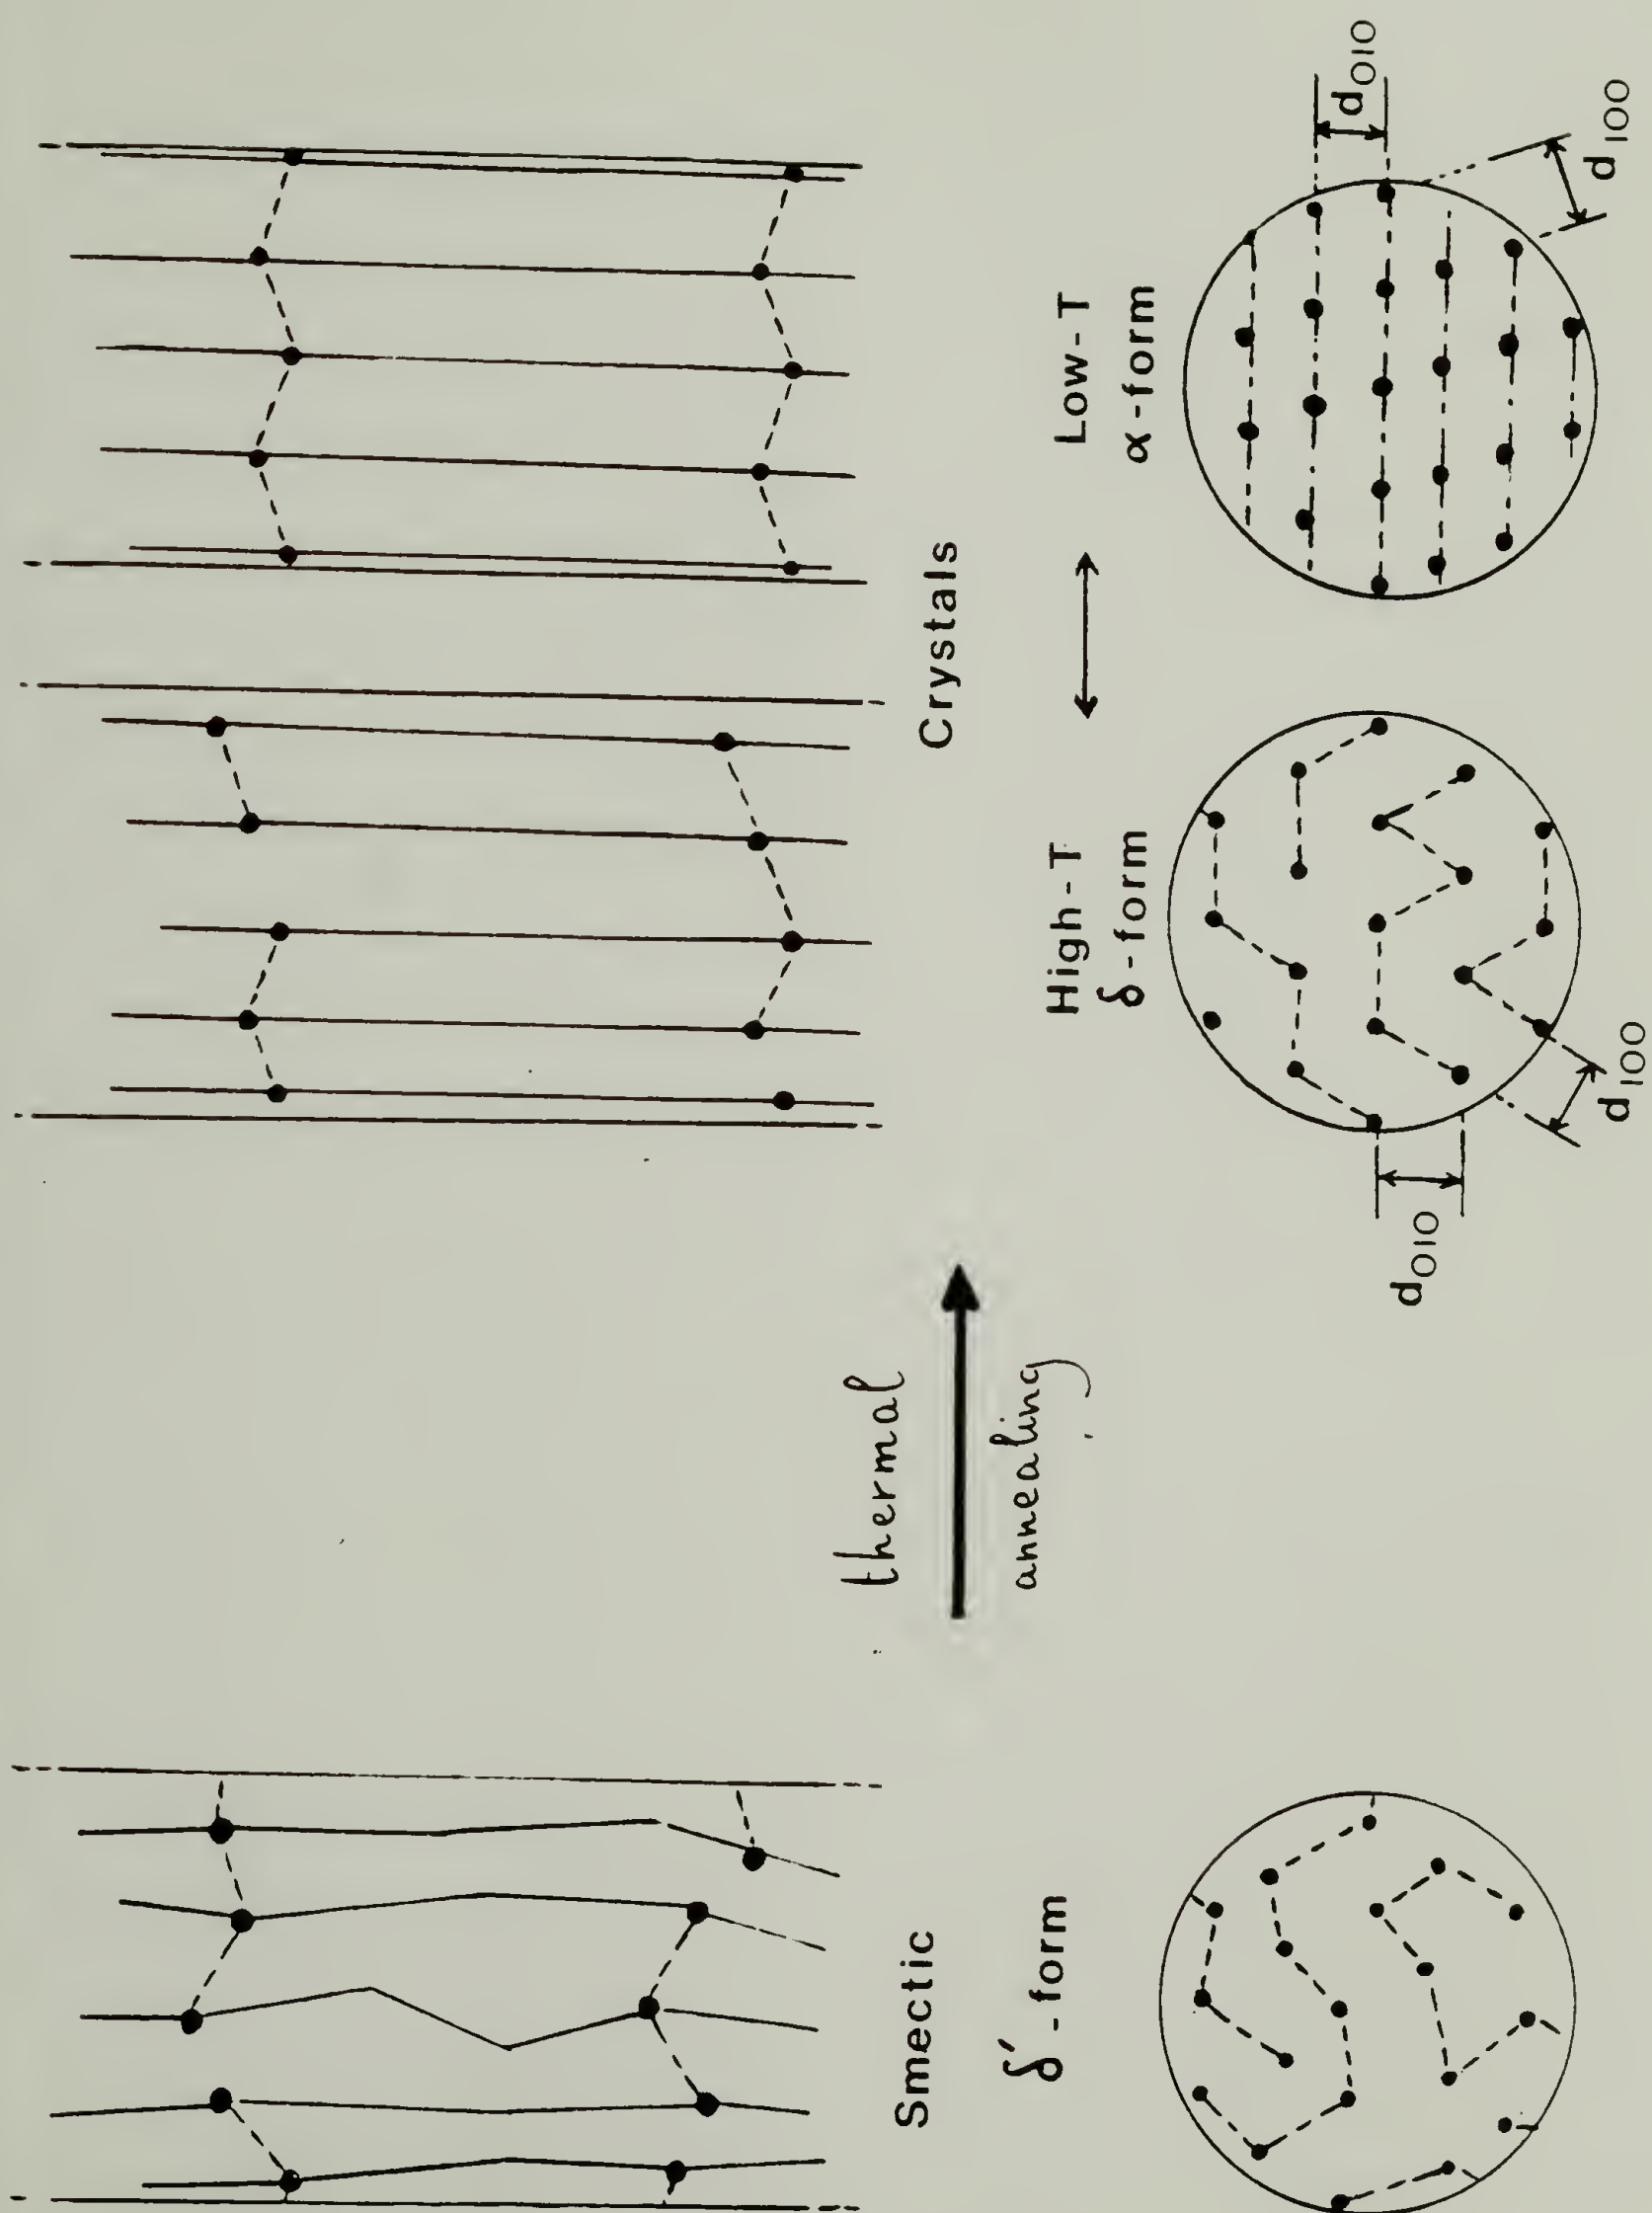 Smectic
δ′-form
thermal
annealing
Crystals
High-T
δ-form
d010
d100
Low-T
α-form
d010
d100